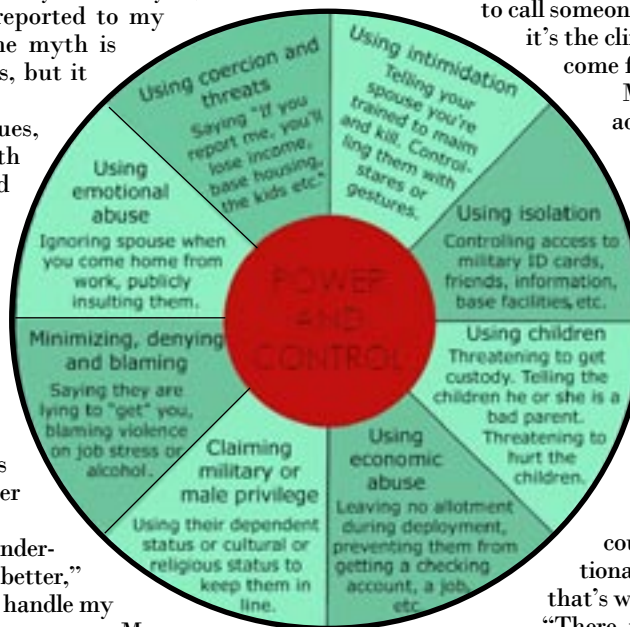 reported to my
myth is
s, but it
ues,
th
d
to call someon
it's the cli
come f
M
ad
Using coercion and
threats
Saying "If you
report me, you'll
lose income,
base housing,
the kids etc."
Using intimidation
Telling your
spouse you're
trained to maim
and kill. Control-
ling them with
stares or
gestures.
Using isolation
Controlling access to
military ID cards,
friends, information,
base facilities, etc.
Using children
Threatening to get
custody. Telling the
children he or she is a
bad parent.
Threatening to
hurt the
children.
Using
economic
abuse
Leaving no allotment
during deployment,
preventing them from
getting a checking
account, a job,
etc.
Claiming
military or
male privilege
Using their dependent
status or cultural or
religious status to
keep them in
line.
Minimizing, denying
and blaming
Saying they are
lying to "get" you,
blaming violence
on job stress or
alcohol.
Using
emotional
abuse
Ignoring spouse when
you come home from
work, publicly
insulting them.
POWER
AND
CONTROL
s
er
nder-
better,"
handle my
cou
tiona
that's w
"There